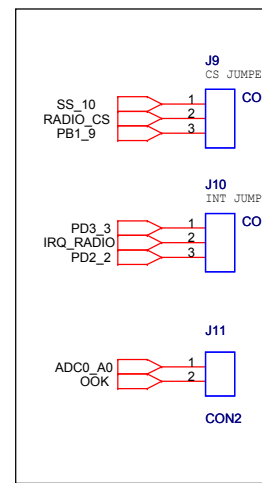 J9
CS JUMPE
CO
SS_10 1
RADIO_CS 2
PB1_9 3
J10
INT JUMP
CO
PD3_3 1
IRQ_RADIO 2
PD2_2 3
J11
ADC0_A0 1
OOK 2
CON2